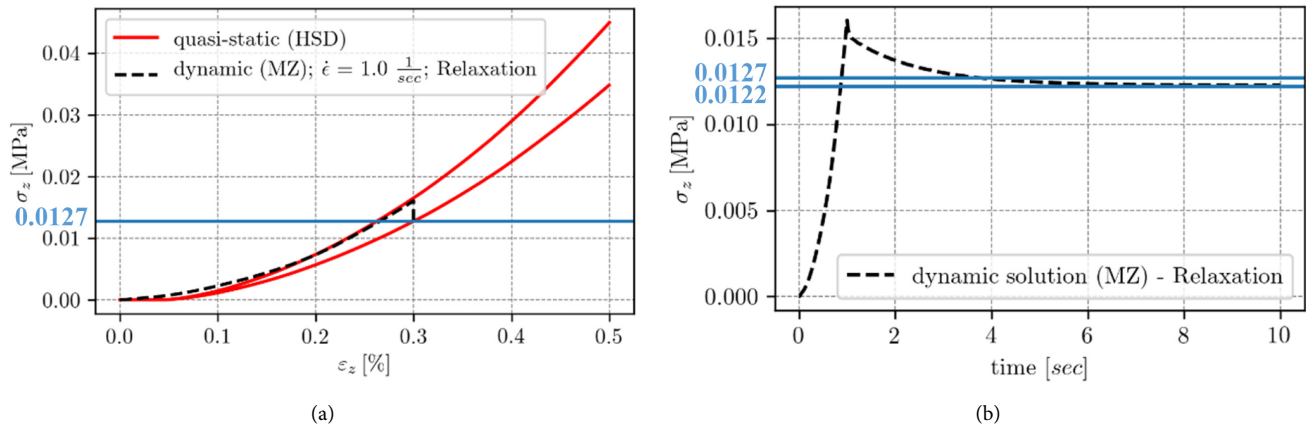 quasi-static (HSD)
dynamic (MZ); ε̇ = 1.0 1/sec; Relaxation
σz [MPa]
0.04
0.03
0.02
0.0127
0.01
0.00
0.0 0.1 0.2 0.3 0.4 0.5
εz [%]
(a)
σz [MPa]
0.015
0.0127
0.0122
0.010
0.005
0.000
dynamic solution (MZ) - Relaxation
0 2 4 6 8 10
time [sec]
(b)